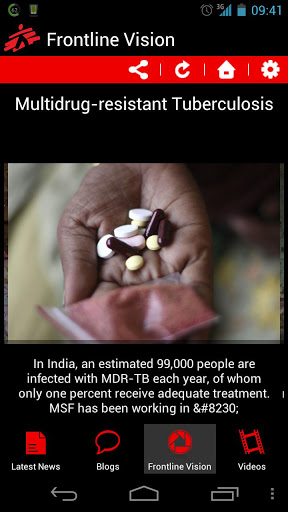 3G 09:41
Frontline Vision
Multidrug-resistant Tuberculosis
In India, an estimated 99,000 people are
infected with MDR-TB each year, of whom
only one percent receive adequate treatment.
MSF has been working in &#8230;
Latest News Blogs Frontline Vision Videos